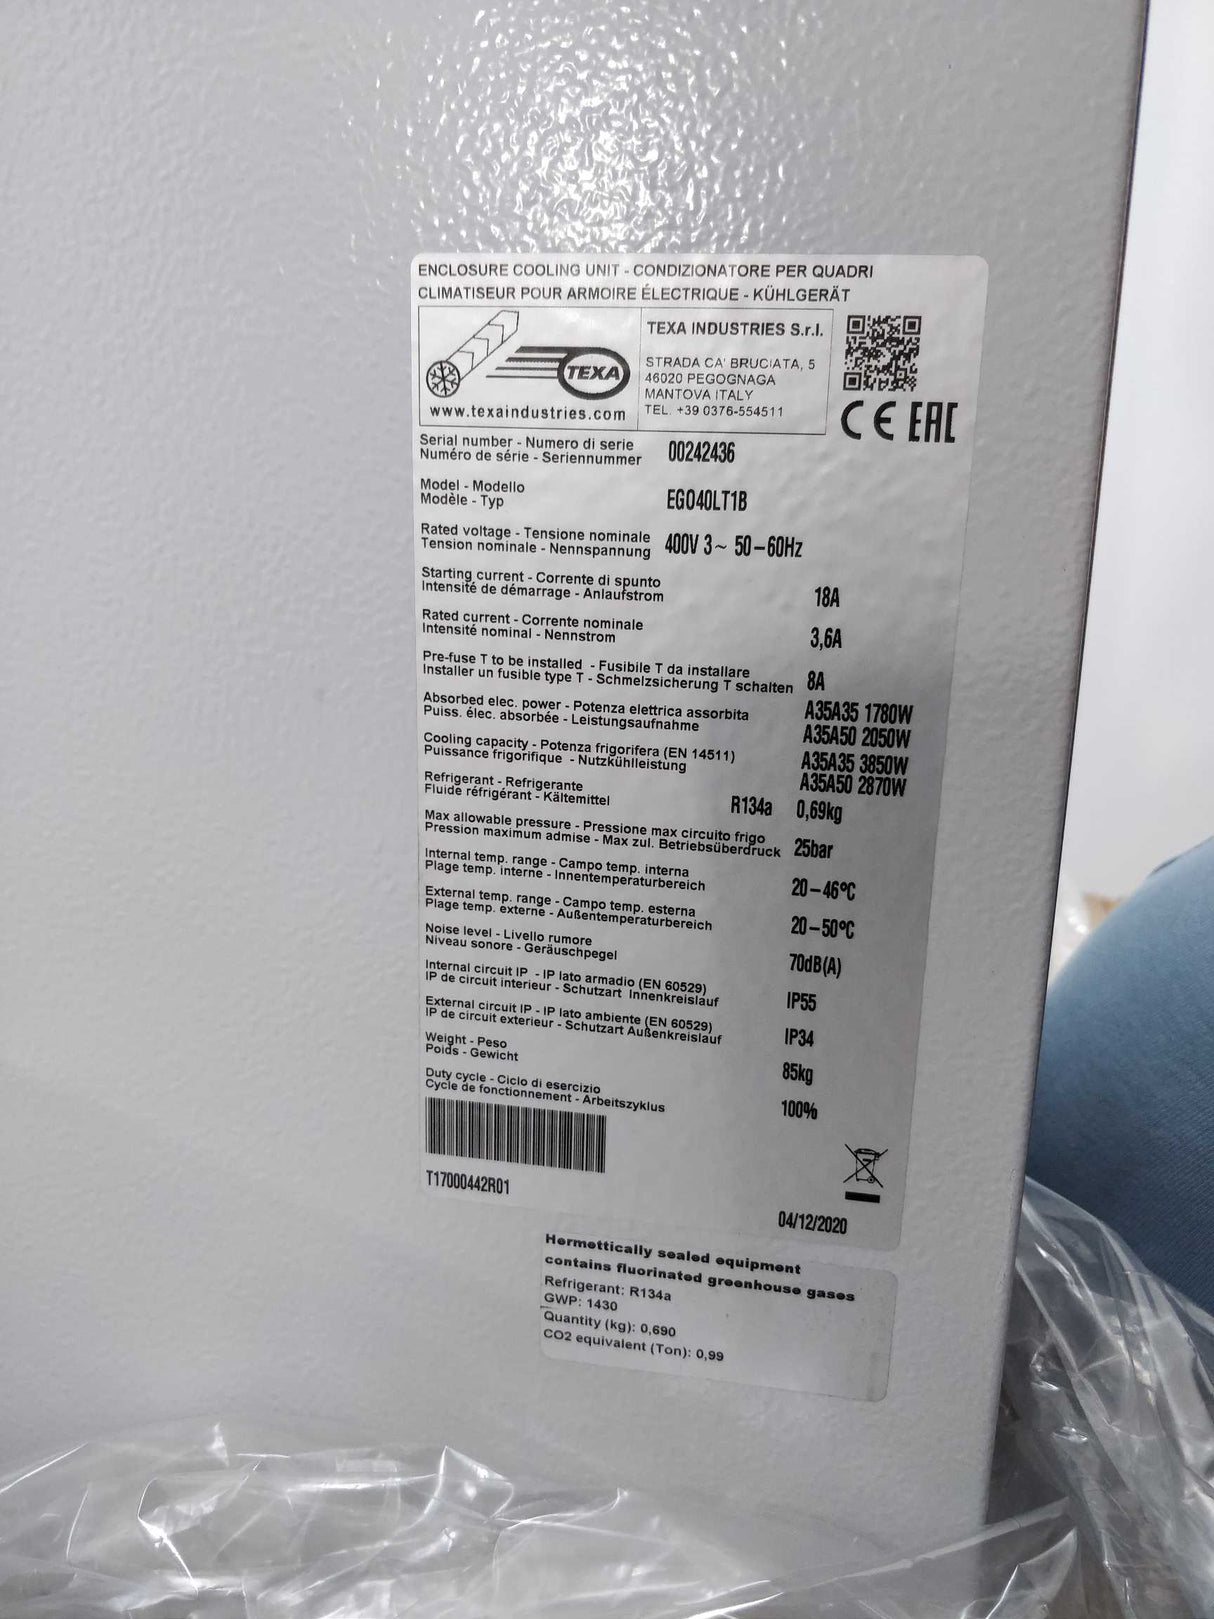 ENCLOSURE COOLING UNIT - CONDIZIONATORE PER QUADRI
CLIMATISEUR POUR ARMOIRE ÉLECTRIQUE - KÜHLGERÄT
TEXA
www.texaindustries.com
TEXA INDUSTRIES S.r.l.
STRADA CA' BRUCIATA, 5
46020 PEGOGNAGA
MANTOVA ITALY
TEL. +39 0376-554511
CE EAC
Serial number - Numero di serie
Numéro de série - Seriennummer
00242436
Model - Modello
Modèle - Typ
EGO40LT1B
Rated voltage - Tensione nominale
Tension nominale - Nennspannung
400V 3~ 50-60Hz
Starting current - Corrente di spunto
Intensité de démarrage - Anlaufstrom
18A
Rated current - Corrente nominale
Intensité nominal - Nennstrom
3,6A
Pre-fuse T to be installed - Fusibile T da installare
Installer un fusible type T - Schmelzsicherung T schalten
8A
Absorbed elec. power - Potenza elettrica assorbita
Puiss. élec. absorbée - Leistungsaufnahme
A35A35 1780W
A35A50 2050W
Cooling capacity - Potenza frigorifera (EN 14511)
Puissance frigorifique - Nutzkühlleistung
A35A35 3850W
A35A50 2870W
Refrigerant - Refrigerante
Fluide réfrigérant - Kältemittel
R134a 0,69kg
Max allowable pressure - Pressione max circuito frigo
Pression maximum admise - Max zul. Betriebsüberdruck
25bar
Internal temp. range - Campo temp. interna
Plage temp. interne - Innentemperaturbereich
20-46°C
External temp. range - Campo temp. esterna
Plage temp. externe - Außentemperaturbereich
20-50°C
Noise level - Livello rumore
Niveau sonore - Geräuschpegel
70dB(A)
Internal circuit IP - IP lato armadio (EN 60529)
IP de circuit interieur - Schutzart Innenkreislauf
IP55
External circuit IP - IP lato ambiente (EN 60529)
IP de circuit exterieur - Schutzart Außenkreislauf
IP34
Weight - Peso
Poids - Gewicht
85kg
Duty cycle - Ciclo di esercizio
Cycle de fonctionnement - Arbeitszyklus
100%
T17000442R01
04/12/2020
Hermettically sealed equipment
contains fluorinated greenhouse gases
Refrigerant: R134a
GWP: 1430
Quantity (kg): 0,690
CO2 equivalent (Ton): 0,99